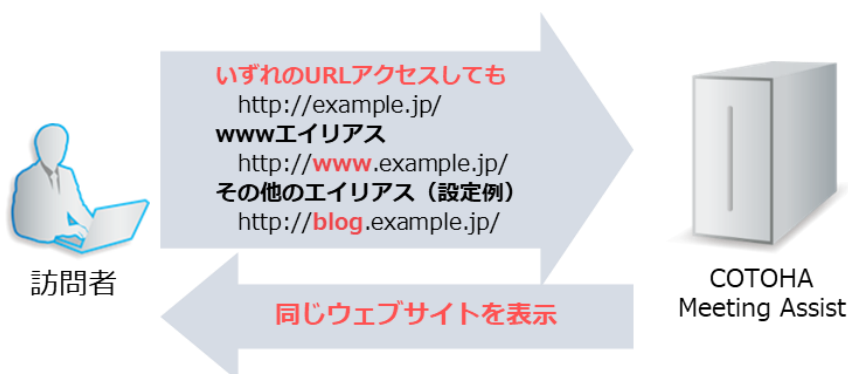 いずれのURLアクセスしても
http://example.jp/
wwwエイリアス
http://www.example.jp/
その他のエイリアス（設定例）
http://blog.example.jp/
訪問者
COTOHA
Meeting Assist
同じウェブサイトを表示